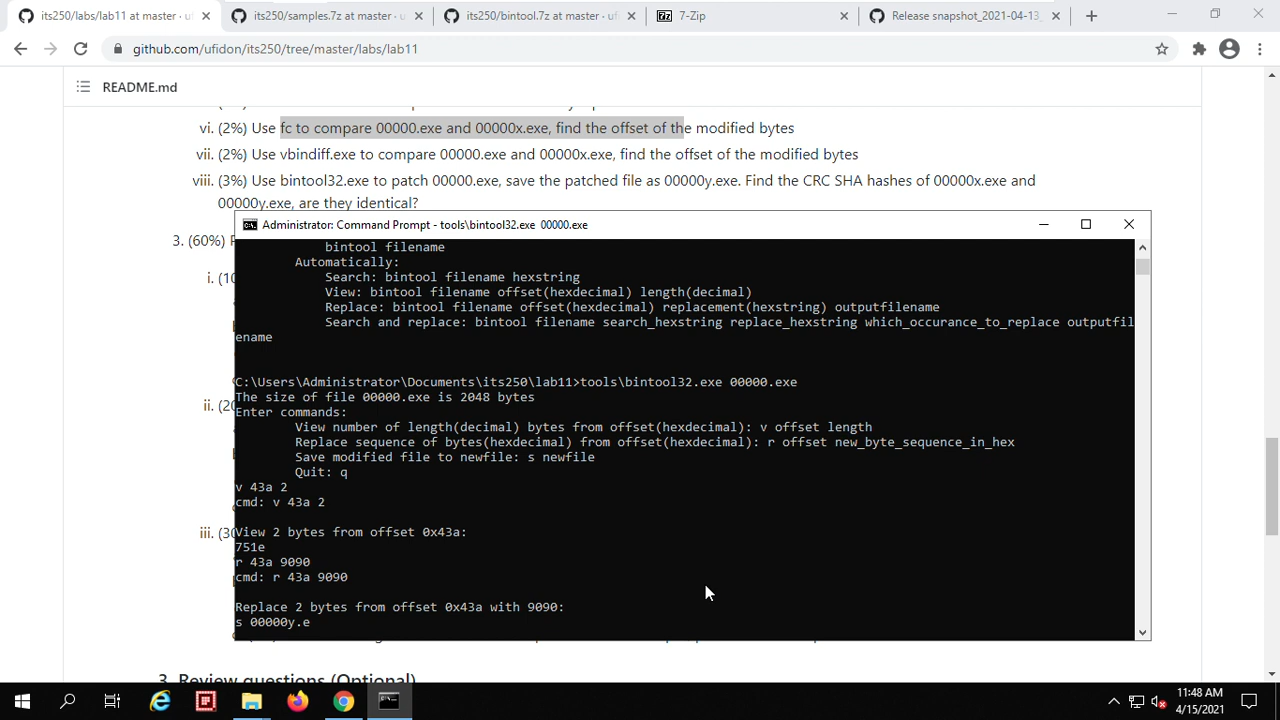 its250/labs/lab11 at master · u
its250/samples.7z at master · u
its250/bintool.7z at master · uf
7-Zip
Release snapshot_2021-04-13_
github.com/ufidon/its250/tree/master/labs/lab11
README.md
vi. (2%) Use fc to compare 00000.exe and 00000x.exe, find the offset of the modified bytes
vii. (2%) Use vbindiff.exe to compare 00000.exe and 00000x.exe, find the offset of the modified bytes
viii. (3%) Use bintool32.exe to patch 00000.exe, save the patched file as 00000y.exe. Find the CRC SHA hashes of 00000x.exe and
00000y.exe, are they identical?
3. (60%)
i. (10
ii. (20
iii. (30
Administrator: Command Prompt - tools\bintool32.exe 00000.exe
bintool filename
Automatically:
Search: bintool filename hexstring
View: bintool filename offset(hexdecimal) length(decimal)
Replace: bintool filename offset(hexdecimal) replacement(hexstring) outputfilename
Search and replace: bintool filename search_hexstring replace_hexstring which_occurance_to_replace outputfil
ename
C:\Users\Administrator\Documents\its250\lab11>tools\bintool32.exe 00000.exe
The size of file 00000.exe is 2048 bytes
Enter commands:
View number of length(decimal) bytes from offset(hexdecimal): v offset length
Replace sequence of bytes(hexdecimal) from offset(hexdecimal): r offset new_byte_sequence_in_hex
Save modified file to newfile: s newfile
Quit: q
v 43a 2
cmd: v 43a 2
View 2 bytes from offset 0x43a:
751e
r 43a 9090
cmd: r 43a 9090
Replace 2 bytes from offset 0x43a with 9090:
s 00000y.e
3. Review questions (Optional)
11:48 AM
4/15/2021